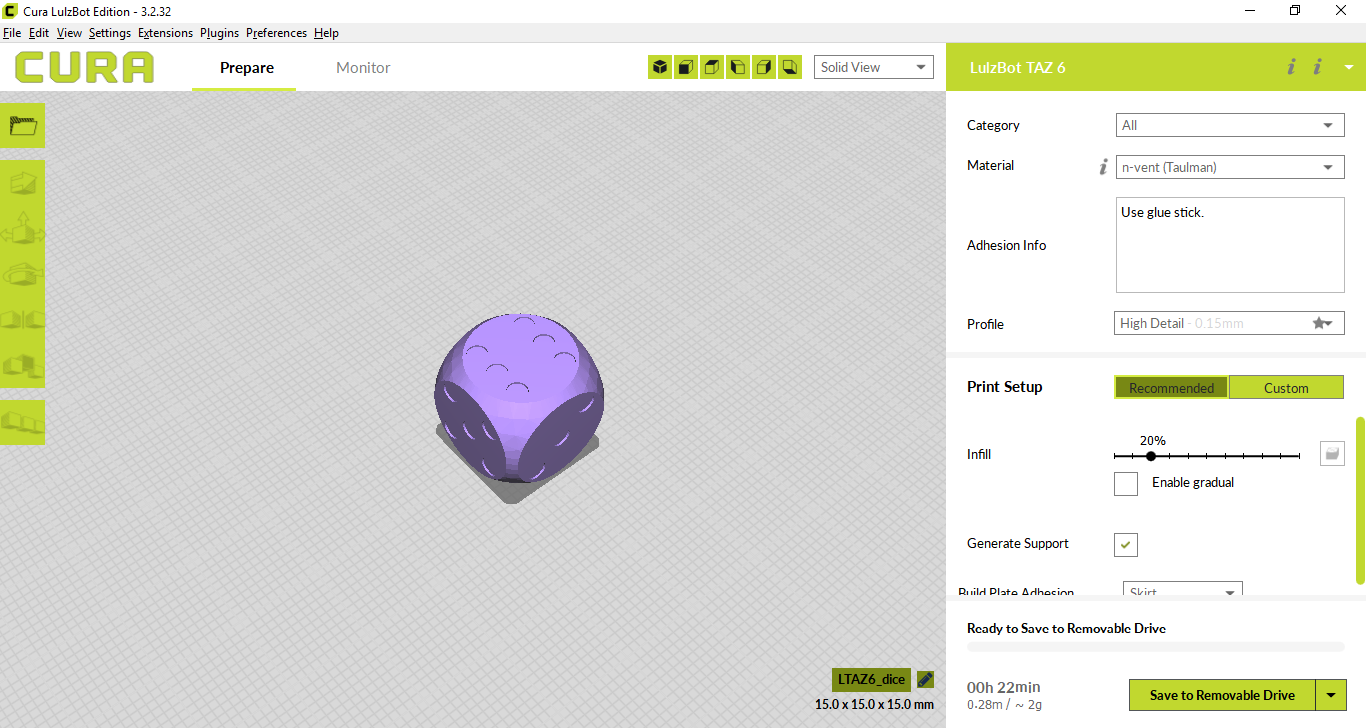 Cura LulzBot Edition - 3.2.32
File Edit View Settings Extensions Plugins Preferences Help
CURA Prepare Monitor Solid View LulzBot TAZ 6
Category All
Material n-vent (Taulman)
Use glue stick.
Adhesion Info
Profile High Detail - 0.15mm
Print Setup Recommended Custom
20%
Infill
Enable gradual
Generate Support
Build Plate Adhesion Skirt
Ready to Save to Removable Drive
LTAZ6_dice
15.0 x 15.0 x 15.0 mm
00h 22min
0.28m / ~ 2g
Save to Removable Drive